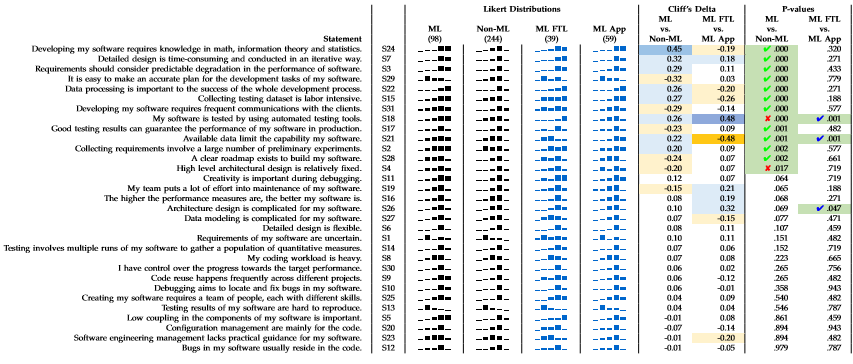 Likert Distributions Cliff's Delta P-values
ML Non-ML ML FTL ML App ML vs. Non-ML ML FTL vs. ML App ML vs. Non-ML ML FTL vs. ML App
Statement (98) (244) (39) (59)
Developing my software requires knowledge in math, information theory and statistics. S24 0.45 -0.19 ✔.000 .320
Detailed design is time-consuming and conducted in an iterative way. S7 0.32 0.18 ✔.000 .271
Requirements should consider predictable degradation in the performance of software. S3 0.29 0.11 ✔.000 .433
It is easy to make an accurate plan for the development tasks of my software. S29 -0.32 0.03 ✔.000 .779
Data processing is important to the success of the whole development process. S22 0.26 -0.20 ✔.000 .271
Collecting testing dataset is labor intensive. S15 0.27 -0.26 ✔.000 .188
Developing my software requires frequent communications with the clients. S31 -0.29 -0.14 ✔.000 .577
My software is tested by using automated testing tools. S18 0.26 0.48 ✘.000 ✔.001
Good testing results can guarantee the performance of my software in production. S17 -0.23 0.09 ✔.001 .482
Available data limit the capability my software. S21 0.22 -0.48 ✔.001 ✔.001
Collecting requirements involve a large number of preliminary experiments. S2 0.20 0.09 ✔.002 .577
A clear roadmap exists to build my software. S28 -0.24 0.07 ✔.002 .661
High level architectural design is relatively fixed. S4 -0.20 0.07 ✘.017 .719
Creativity is important during debugging. S11 0.12 0.07 .064 .719
My team puts a lot of effort into maintenance of my software. S19 -0.15 0.21 .065 .188
The higher the performance measures are, the better my software is. S16 0.08 0.19 .068 .271
Architecture design is complicated for my software. S26 0.10 0.32 .069 ✔.047
Data modeling is complicated for my software. S27 0.07 -0.15 .077 .471
Detailed design is flexible. S6 0.08 0.11 .107 .459
Requirements of my software are uncertain. S1 0.10 0.11 .151 .482
Testing involves multiple runs of my software to gather a population of quantitative measures. S14 0.07 0.07 .152 .719
My coding workload is heavy. S8 0.07 0.08 .223 .665
I have control over the progress towards the target performance. S30 0.06 0.02 .265 .756
Code reuse happens frequently across different projects. S9 0.06 -0.12 .265 .482
Debugging aims to locate and fix bugs in my software. S10 0.06 -0.01 .358 .943
Creating my software requires a team of people, each with different skills. S25 0.04 0.09 .540 .482
Testing results of my software are hard to reproduce. S13 0.04 0.04 .546 .787
Low coupling in the components of my software is important. S5 -0.01 0.08 .861 .459
Configuration management are mainly for the code. S20 -0.07 -0.14 .894 .943
Software engineering management lacks practical guidance for my software. S23 -0.01 -0.20 .894 .482
Bugs in my software usually reside in the code. S12 -0.01 -0.05 .979 .787